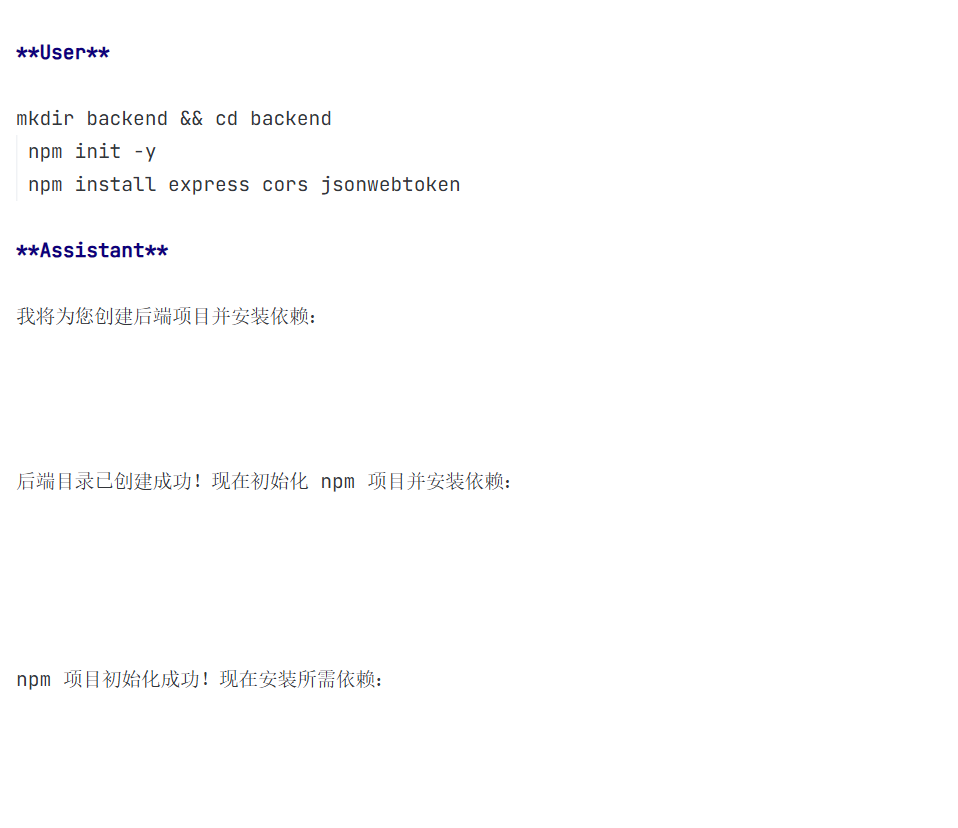 **User**
mkdir backend && cd backend
npm init -y
npm install express cors jsonwebtoken
**Assistant**
我将为您创建后端项目并安装依赖：
后端目录已创建成功！现在初始化 npm 项目并安装依赖：
npm 项目初始化成功！现在安装所需依赖：